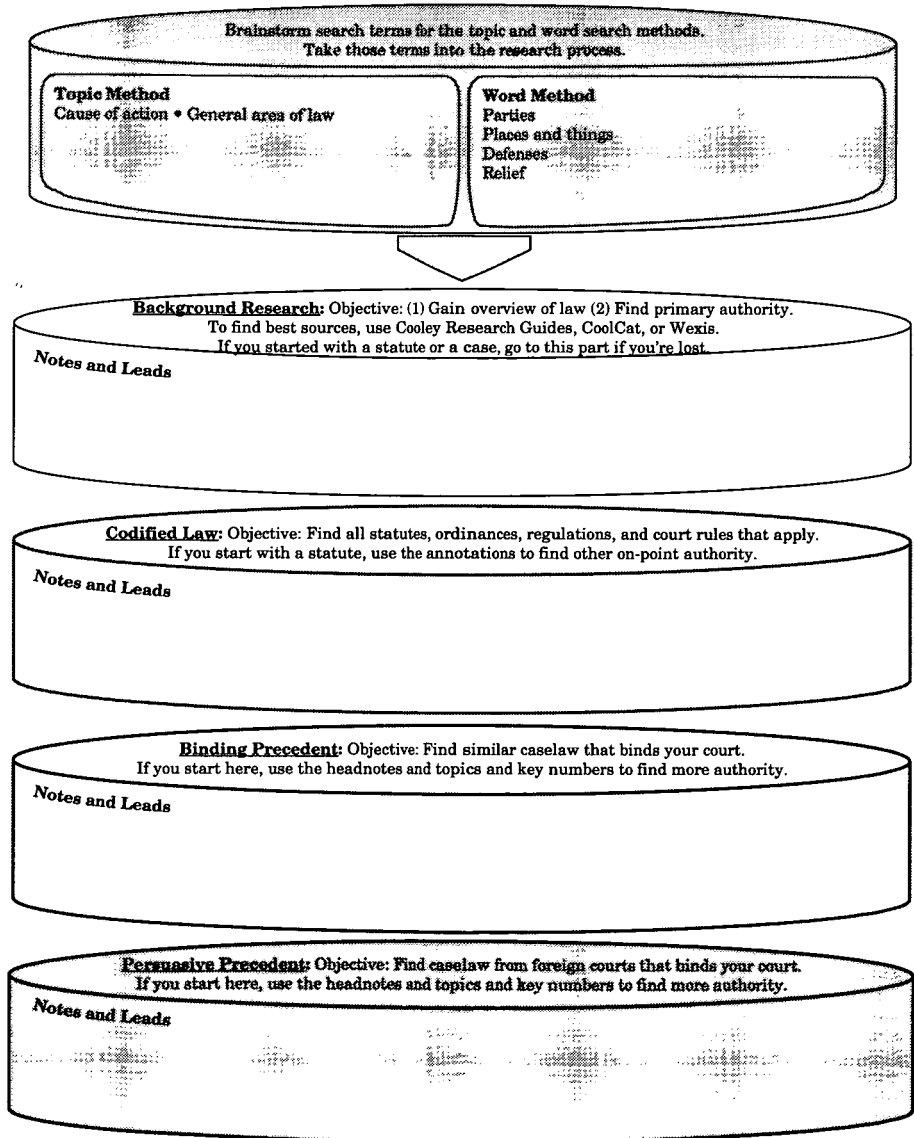 Brainstorm search terms for the topic and word search methods.
Take those terms into the research process.
Topic Method
Cause of action • General area of law
Word Method
Parties
Places and things
Defenses
Relief
Background Research: Objective: (1) Gain overview of law (2) Find primary authority.
To find best sources, use Cooley Research Guides, CoolCat, or Wexis.
If you started with a statute or a case, go to this part if you're lost.
Notes and Leads
Codified Law: Objective: Find all statutes, ordinances, regulations, and court rules that apply.
If you start with a statute, use the annotations to find other on-point authority.
Notes and Leads
Binding Precedent: Objective: Find similar caselaw that binds your court.
If you start here, use the headnotes and topics and key numbers to find more authority.
Notes and Leads
Persuasive Precedent: Objective: Find caselaw from foreign courts that binds your court.
If you start here, use the headnotes and topics and key numbers to find more authority.
Notes and Leads